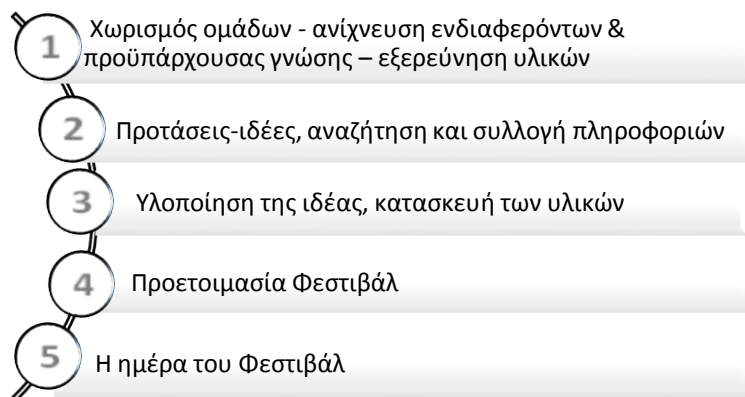 1
Χωρισμός ομάδων - ανίχνευση ενδιαφερόντων &
προϋπάρχουσας γνώσης – εξερεύνηση υλικών
2
Προτάσεις-ιδέες, αναζήτηση και συλλογή πληροφοριών
3
Υλοποίηση της ιδέας, κατασκευή των υλικών
4
Προετοιμασία Φεστιβάλ
5
Η ημέρα του Φεστιβάλ